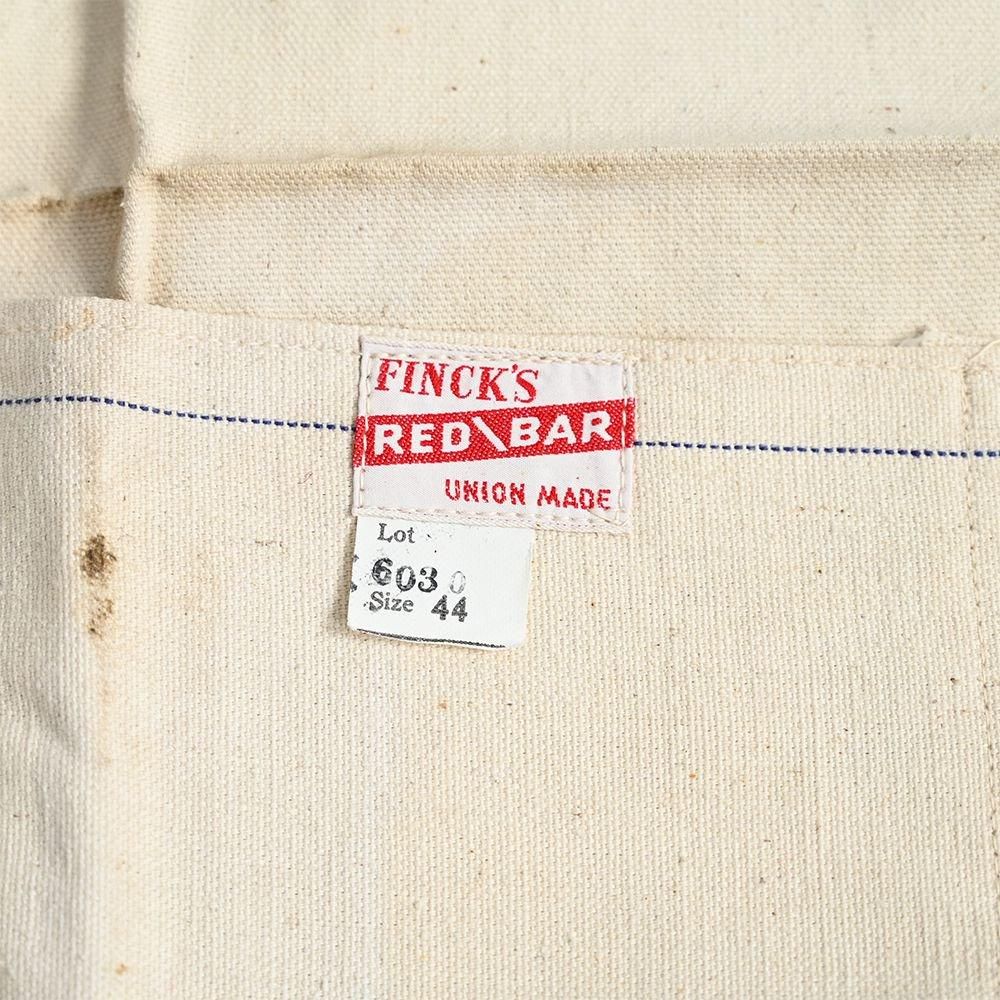 FINCK'S
RED\BAR
UNION MADE
Lot
6030
Size 44